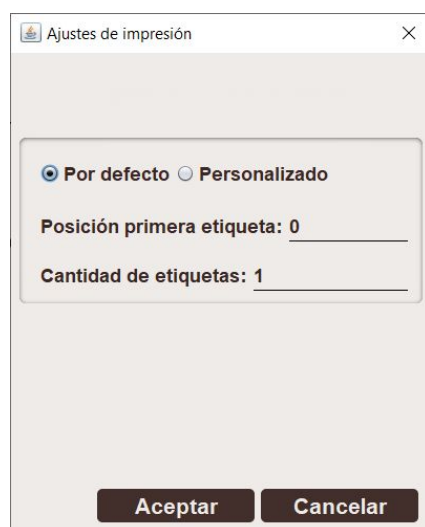 Ajustes de impresión
Por defecto Personalizado
Posición primera etiqueta: 0
Cantidad de etiquetas: 1
Aceptar Cancelar